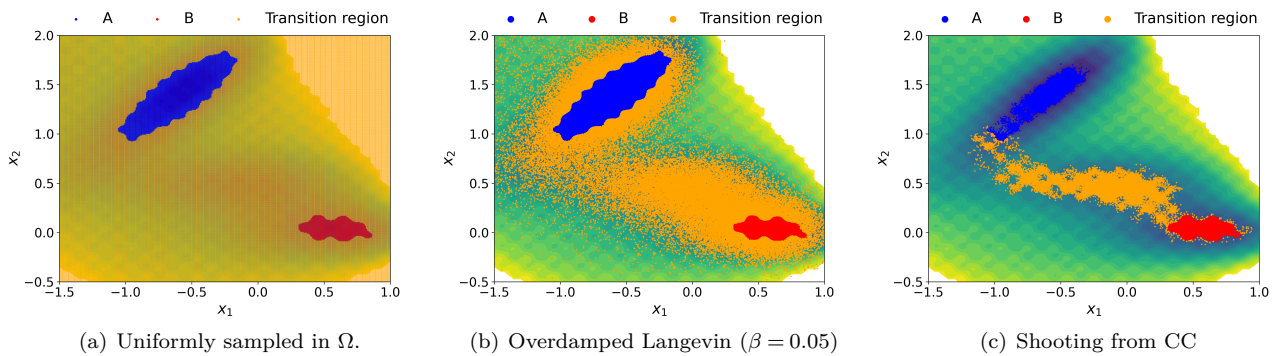 A B Transition region
2.0
1.5
1.0
0.5
0.0
−0.5
x2
−1.5 −1.0 −0.5 0.0 0.5 1.0
x1
(a) Uniformly sampled in Ω.
A B Transition region
2.0
1.5
1.0
0.5
0.0
−0.5
x2
−1.5 −1.0 −0.5 0.0 0.5 1.0
x1
(b) Overdamped Langevin (β = 0.05)
A B Transition region
2.0
1.5
1.0
0.5
0.0
−0.5
x2
−1.5 −1.0 −0.5 0.0 0.5 1.0
x1
(c) Shooting from CC